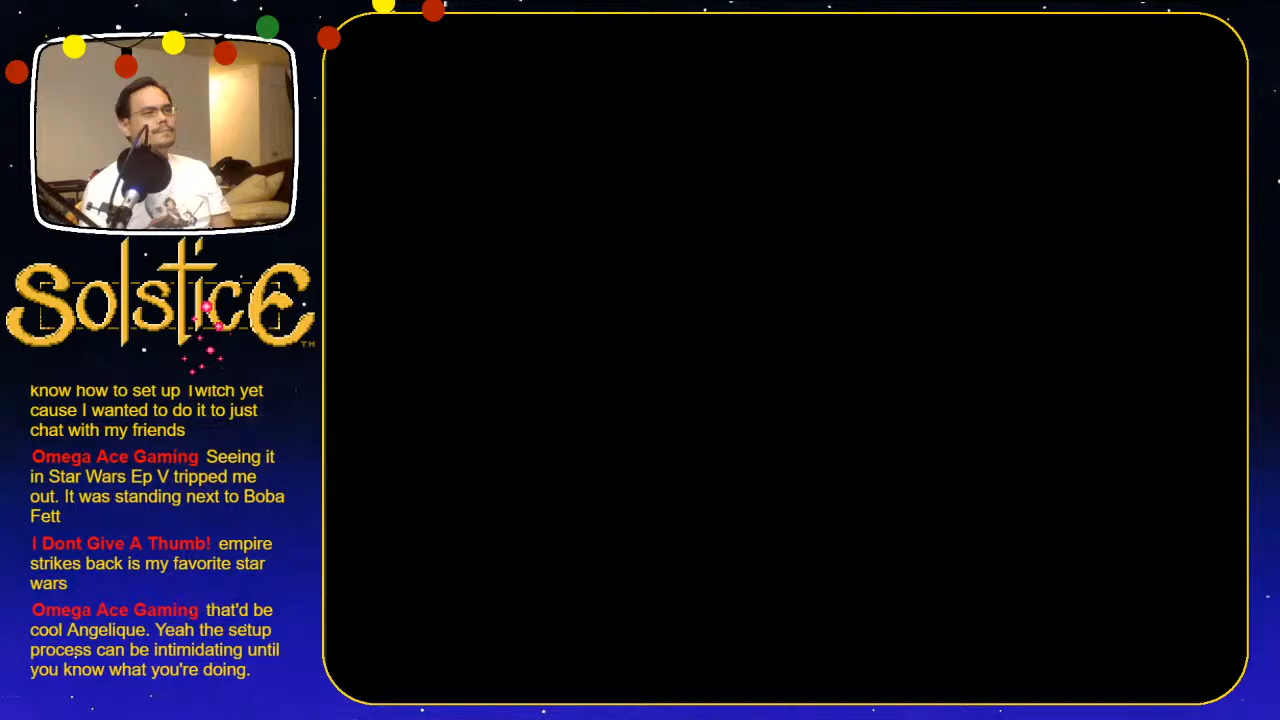 Solstice
TM
know how to set up Twitch yet
cause I wanted to do it to just
chat with my friends
Omega Ace Gaming Seeing it
in Star Wars Ep V tripped me
out. It was standing next to Boba
Fett
I Dont Give A Thumb! empire
strikes back is my favorite star
wars
Omega Ace Gaming that'd be
cool Angelique. Yeah the setup
process can be intimidating until
you know what you're doing.